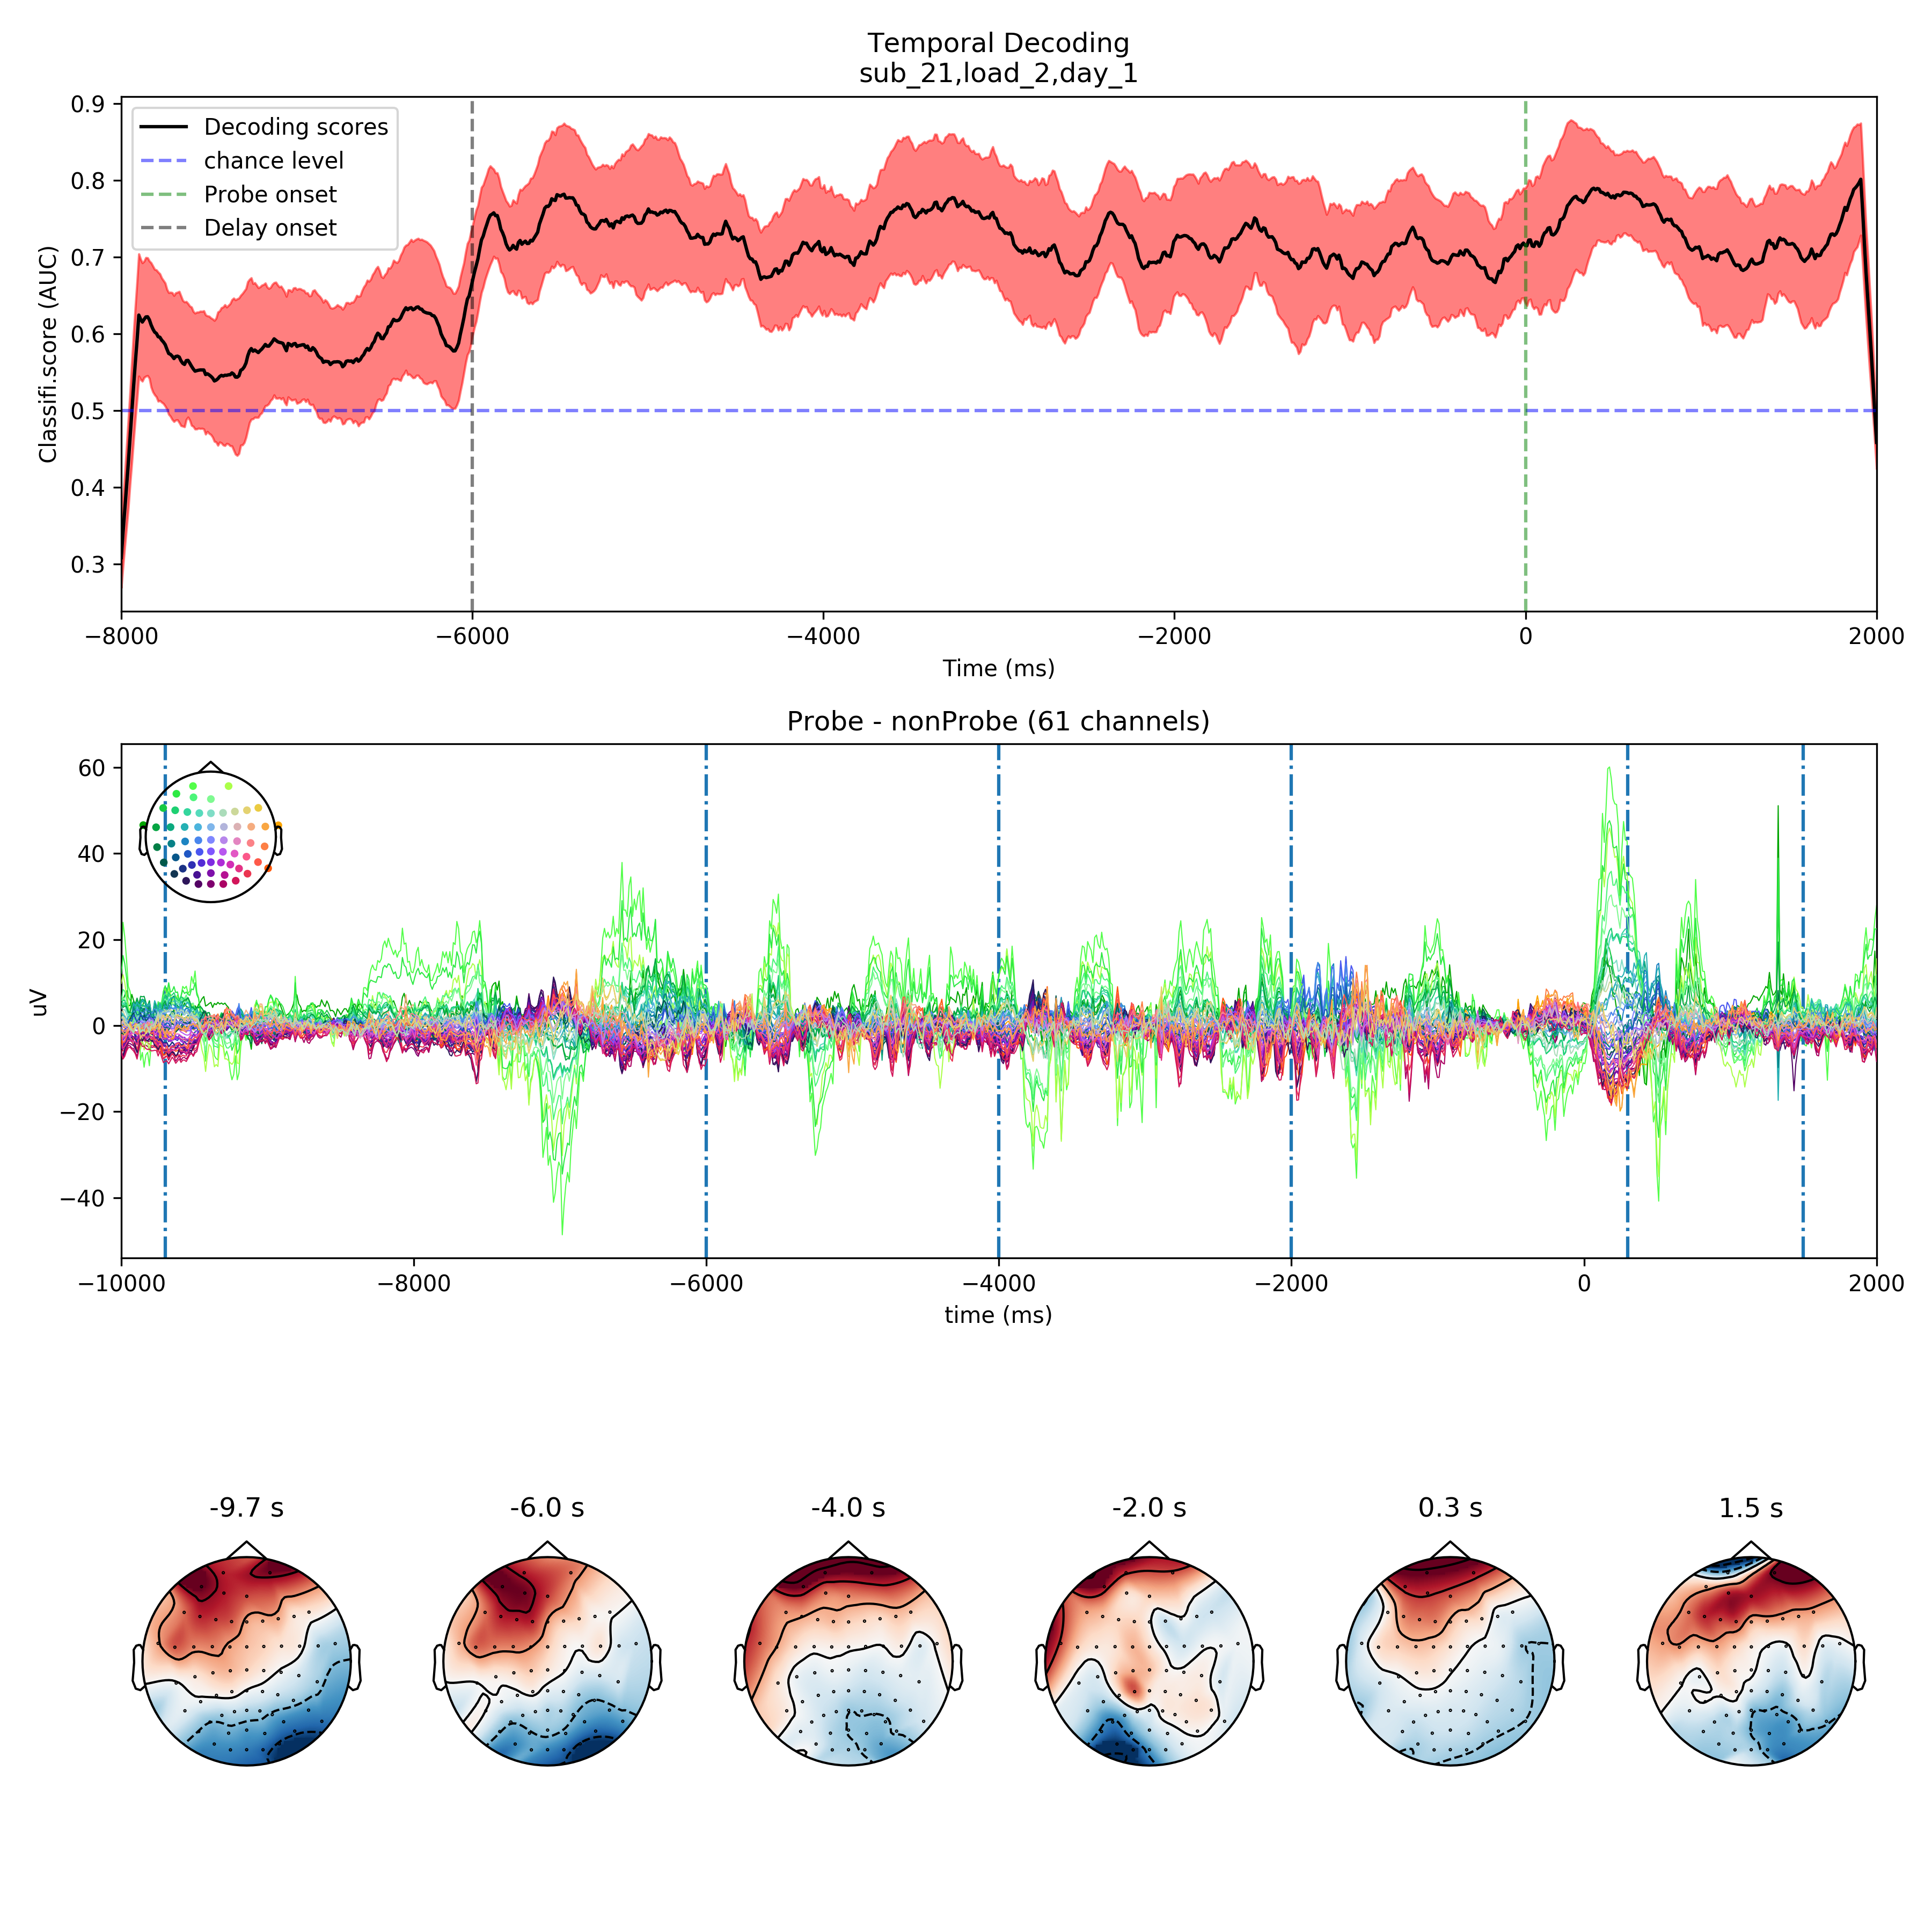 Temporal Decoding
sub_21,load_2,day_1
0.9
0.8
0.7
0.6
0.5
0.4
0.3
Classifi.score (AUC)
Decoding scores
chance level
Probe onset
Delay onset
−8000 −6000 −4000 −2000 0 2000
Time (ms)
Probe - nonProbe (61 channels)
60
40
20
0
−20
−40
uV
−10000 −8000 −6000 −4000 −2000 0 2000
time (ms)
-9.7 s -6.0 s -4.0 s -2.0 s 0.3 s 1.5 s